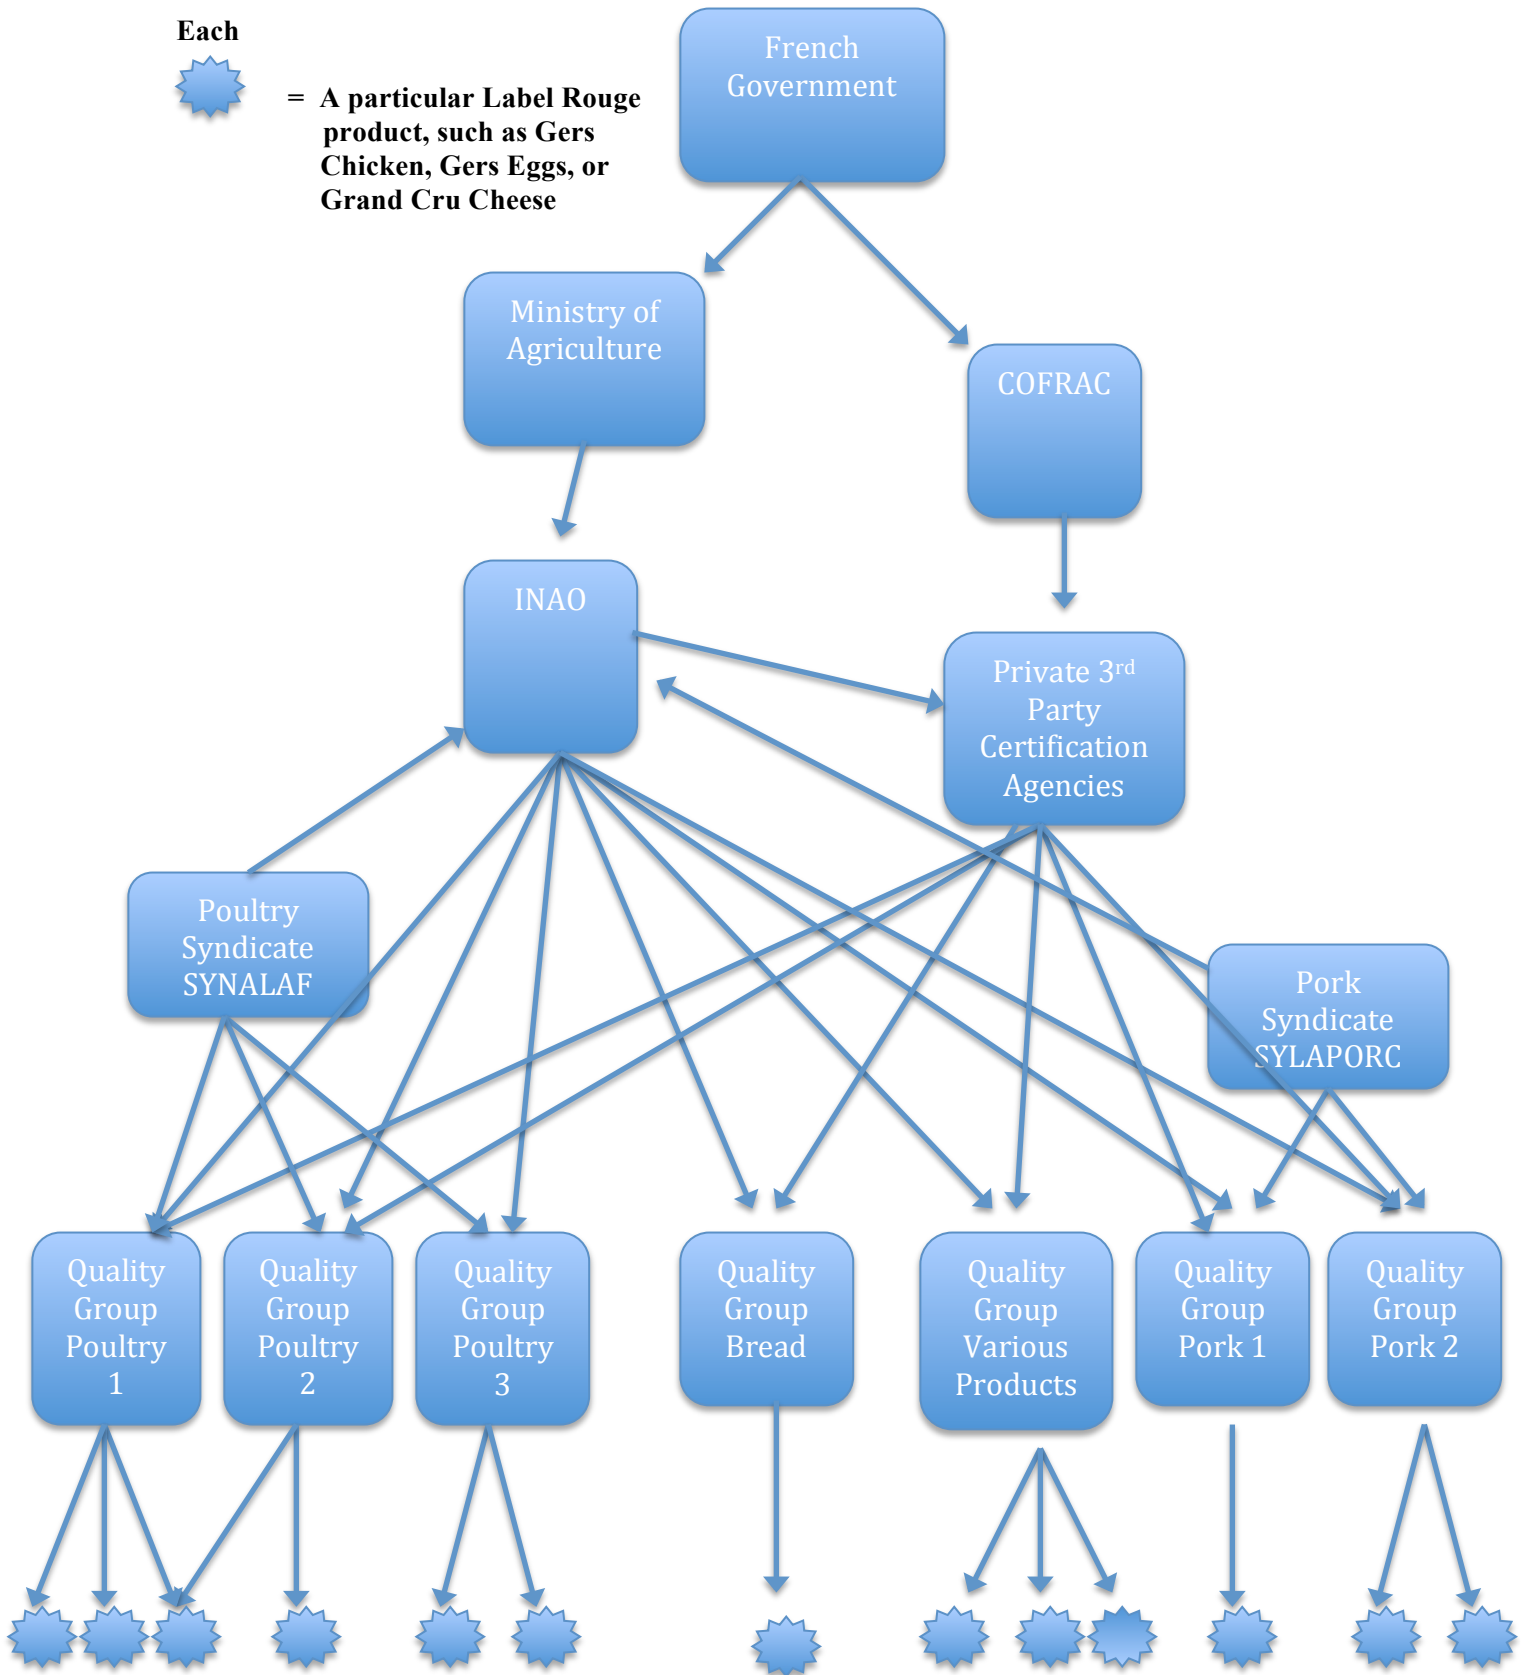 Each
= A particular Label Rouge
product, such as Gers
Chicken, Gers Eggs, or
Grand Cru Cheese
French
Government
Ministry of
Agriculture
COFRAC
INAO
Private 3rd
Party
Certification
Agencies
Poultry
Syndicate
SYNALAF
Pork
Syndicate
SYLAPORC
Quality
Group
Poultry
1
Quality
Group
Poultry
2
Quality
Group
Poultry
3
Quality
Group
Bread
Quality
Group
Various
Products
Quality
Group
Pork 1
Quality
Group
Pork 2